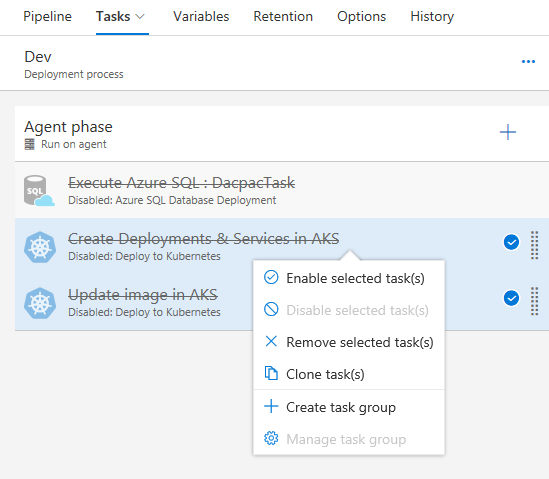 Pipeline Tasks Variables Retention Options History
Dev
Deployment process
Agent phase
Run on agent
SQL
Execute Azure SQL : DacpacTask
Disabled: Azure SQL Database Deployment
Create Deployments & Services in AKS
Disabled: Deploy to Kubernetes
Enable selected task(s)
Update image in AKS
Disabled: Deploy to Kubernetes
Disable selected task(s)
Remove selected task(s)
Clone task(s)
Create task group
Manage task group